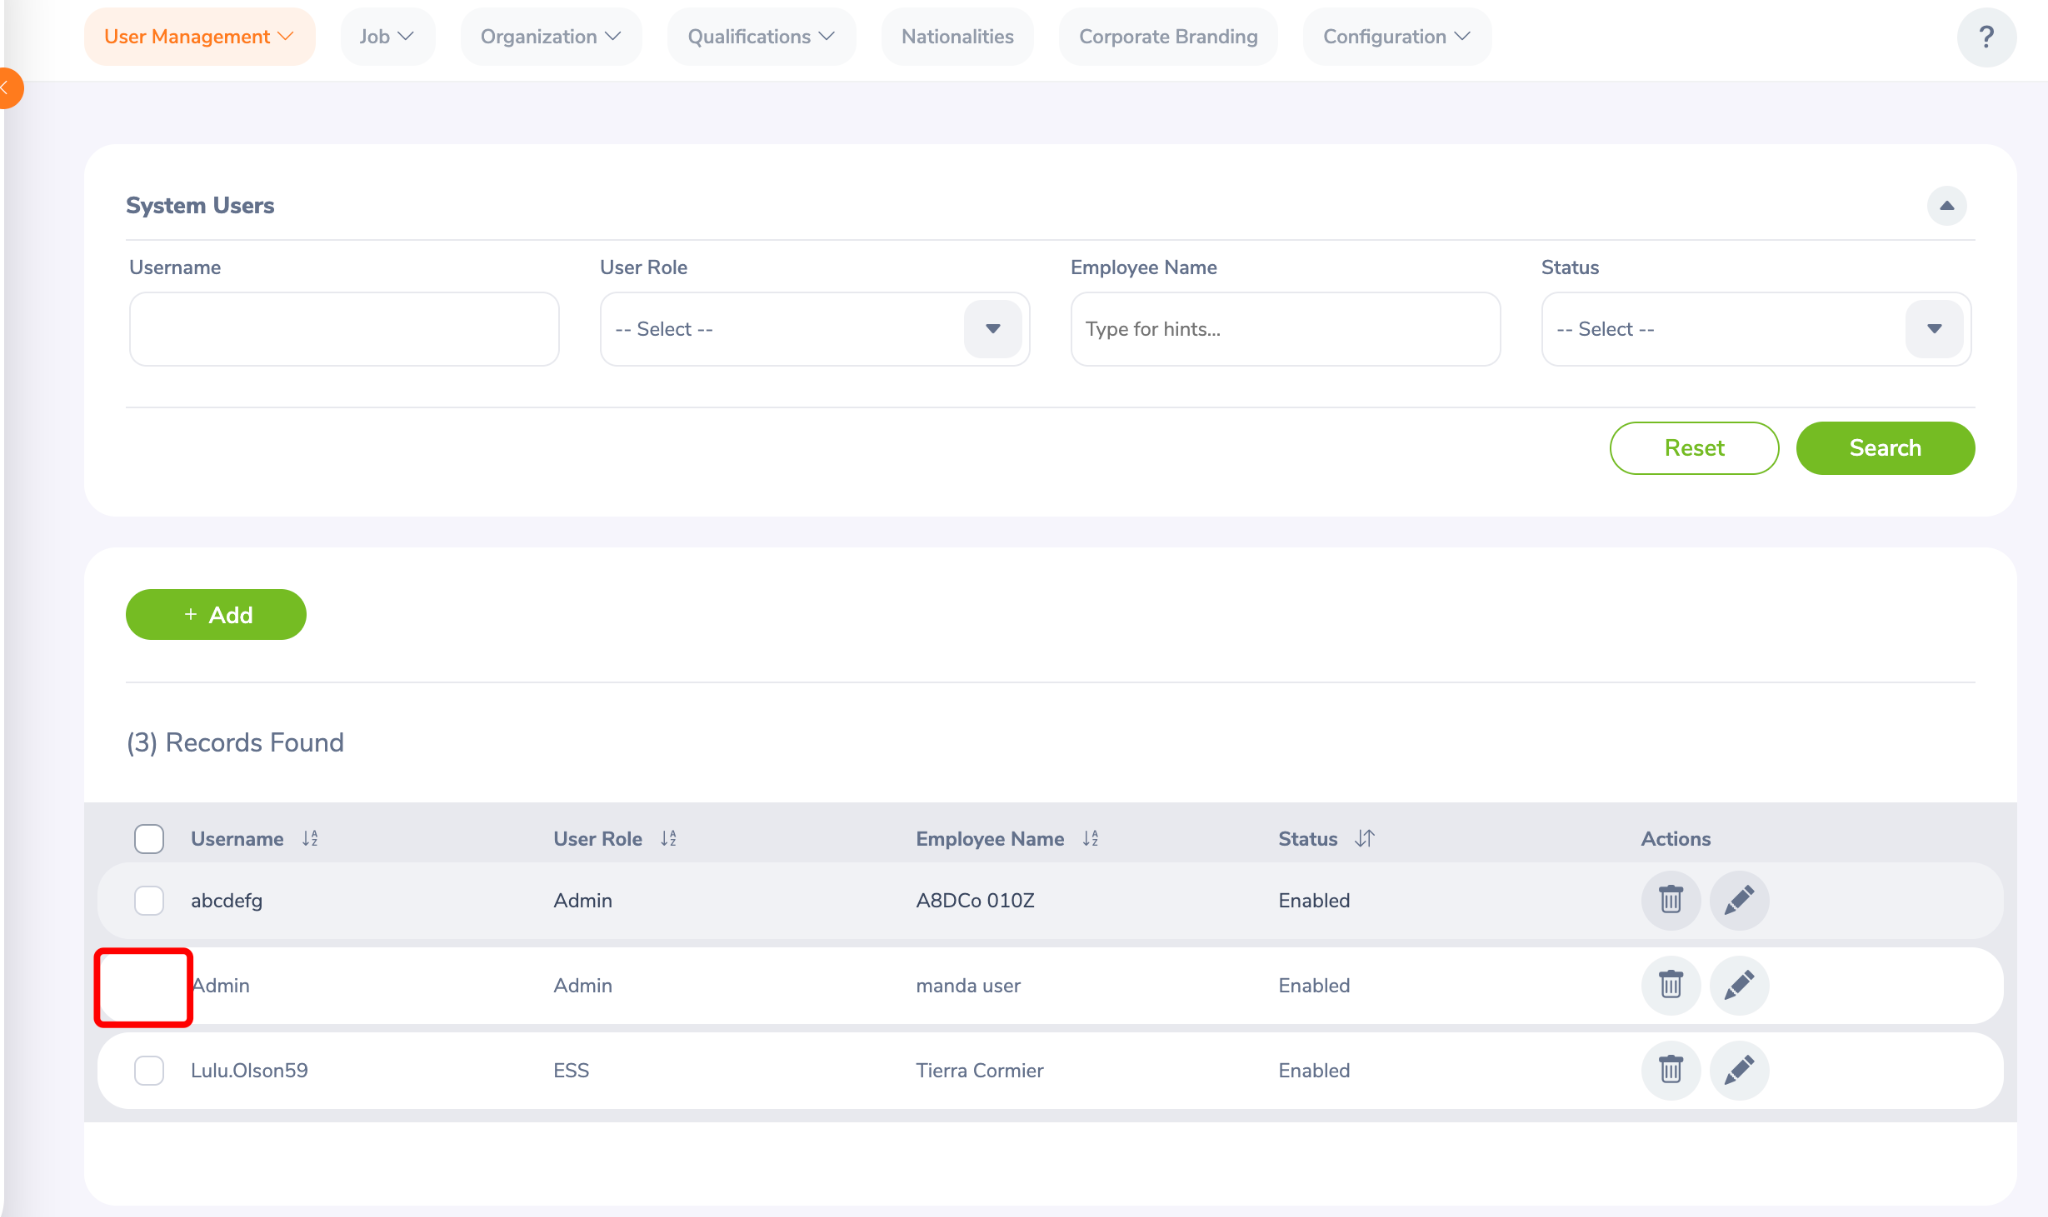 User Management Job Organization Qualifications Nationalities Corporate Branding Configuration ?
System Users
Username User Role Employee Name Status
-- Select -- Type for hints... -- Select --
Reset Search
+ Add
(3) Records Found
Username User Role Employee Name Status Actions
abcdefg Admin A8DCo 010Z Enabled
Admin Admin manda user Enabled
Lulu.Olson59 ESS Tierra Cormier Enabled